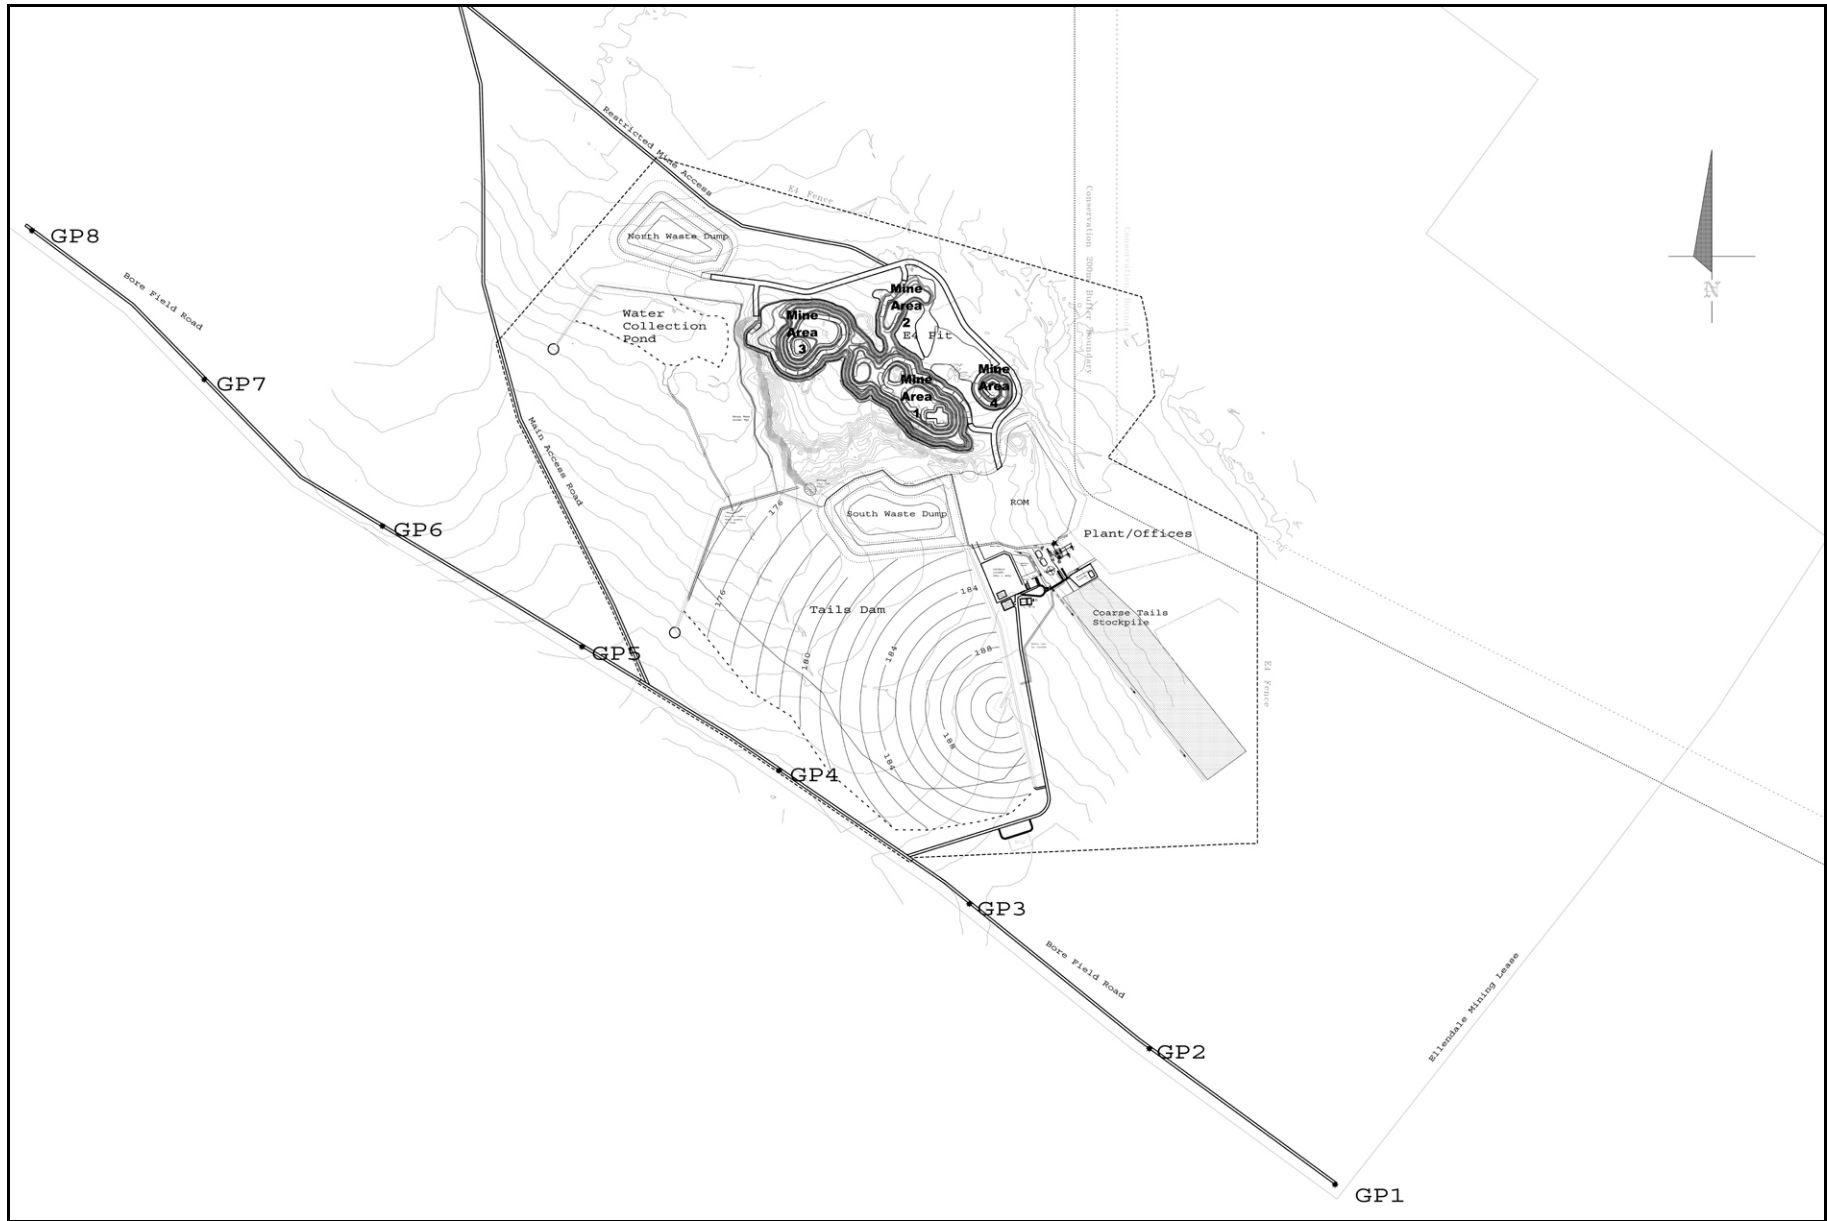 Restricted Mine Access
E4 Fence
Conservation 200m Buffer Boundary
N
GP8
Bore Field Road
North Waste Dump
Water
Collection
Pond
Mine
Area
3
Mine
Area
2
E4 Pit
Mine
Area
1
Mine
Area
4
GP7
Main Access Road
GP6
176
South Waste Dump
ROM
Plant/Offices
176
Tails Dam
184
Coarse Tails
Stockpile
180
184
188
E4 Fence
GP5
188
184
GP4
GP3
Bore Field Road
Ellendale Mining Lease
GP2
GP1